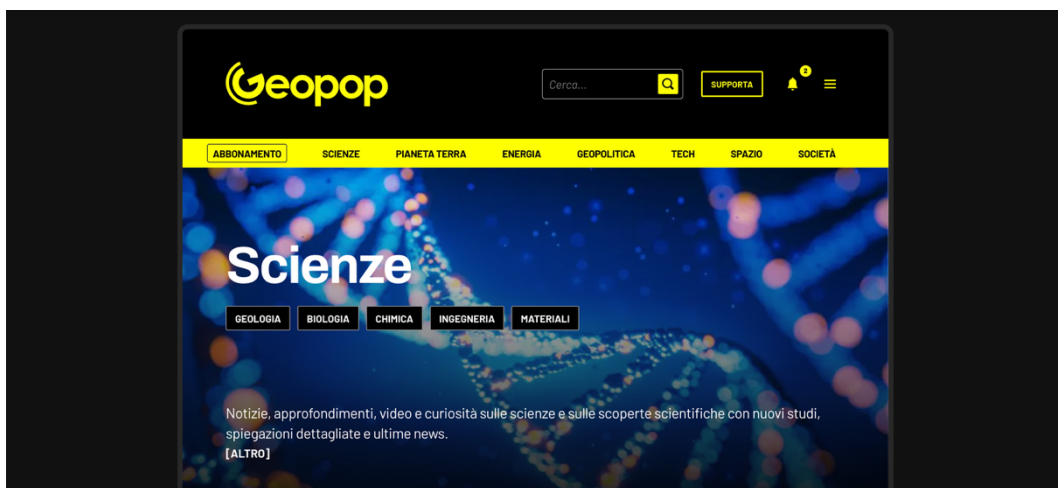 Geopop
Cerca...
SUPPORTA
2
ABBONAMENTO SCIENZE PIANETA TERRA ENERGIA GEOPOLITICA TECH SPAZIO SOCIETÀ
Scienze
GEOLOGIA BIOLOGIA CHIMICA INGEGNERIA MATERIALI
Notizie, approfondimenti, video e curiosità sulle scienze e sulle scoperte scientifiche con nuovi studi,
spiegazioni dettagliate e ultime news.
[ALTRO]